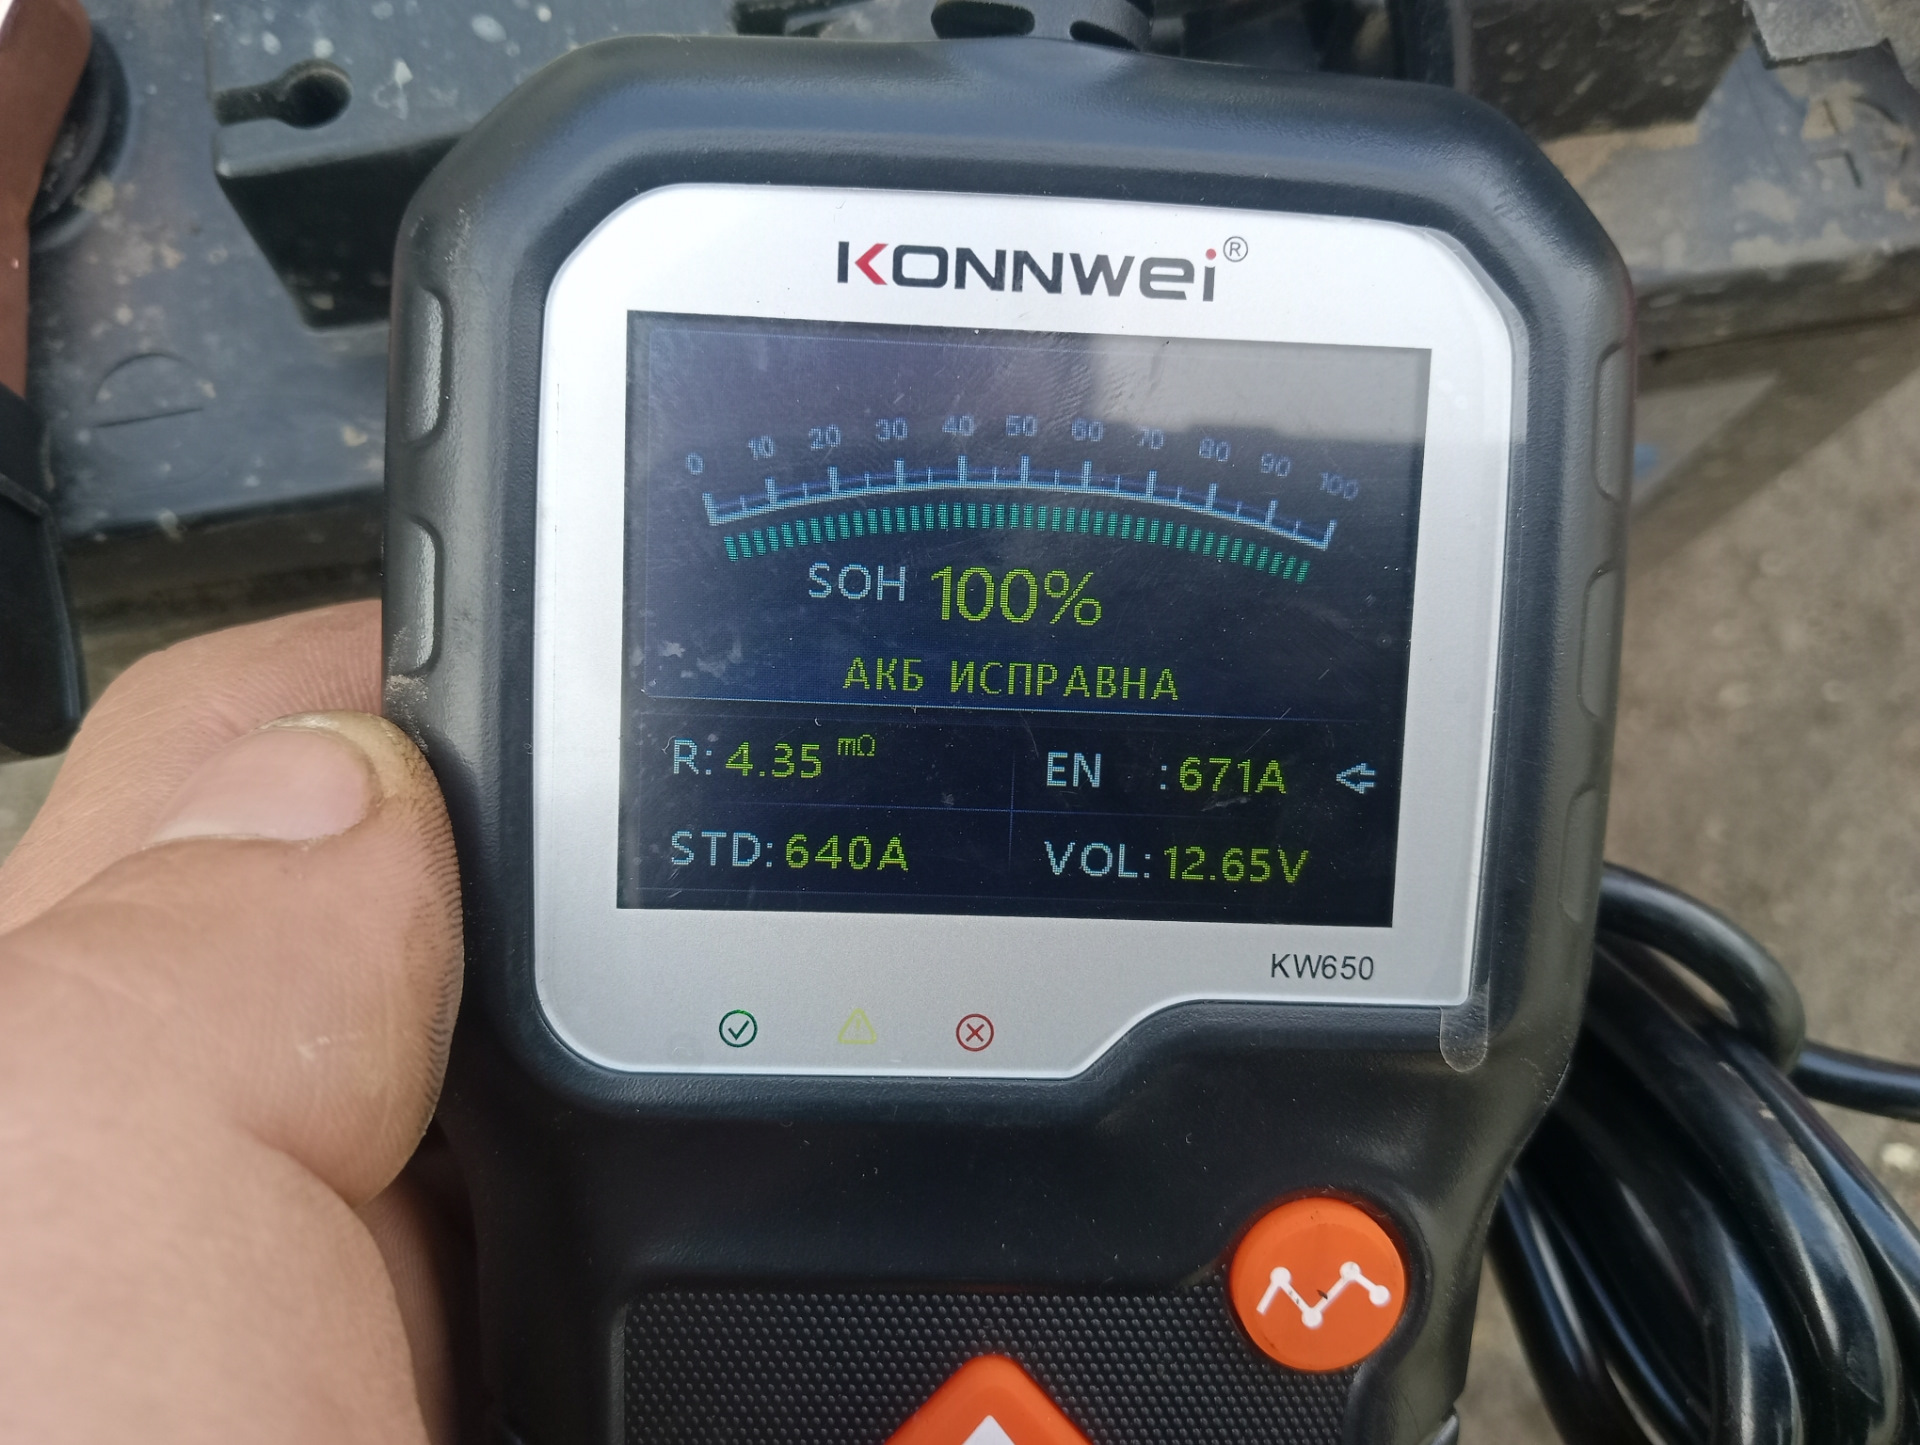 KONNWEI®
0 10 20 30 40 50 60 70 80 90 100
SOH 100%
АКБ ИСПРАВНА
R: 4.35 mΩ EN :671A
STD: 640A VOL: 12.65V
KW650